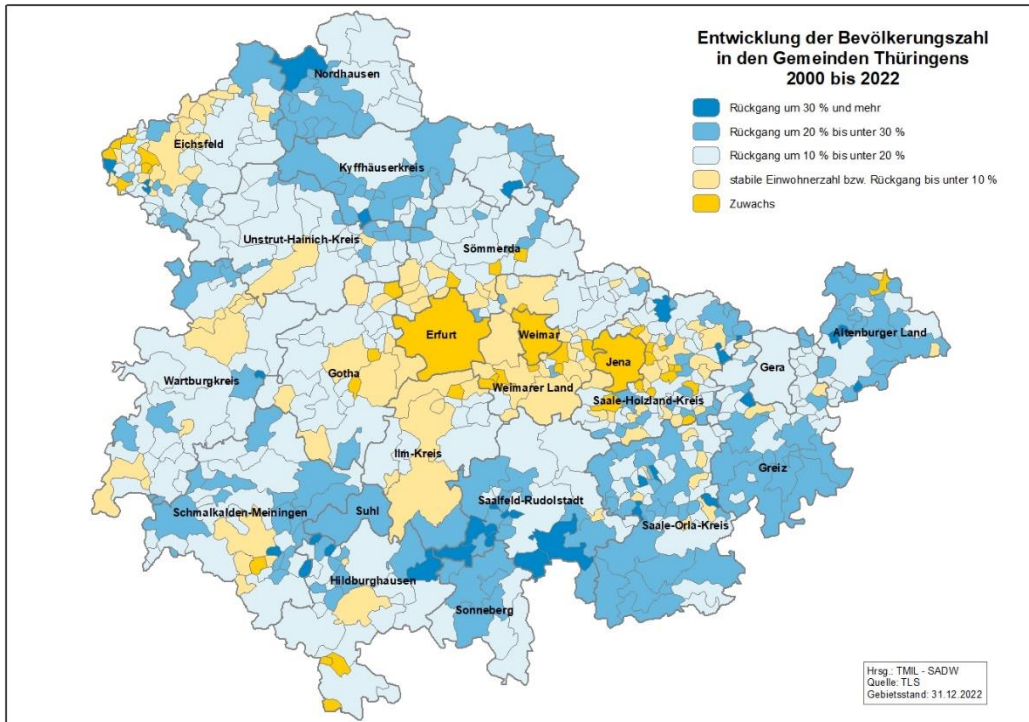 Entwicklung der Bevölkerungszahl
in den Gemeinden Thüringens
2000 bis 2022
Rückgang um 30 % und mehr
Rückgang um 20 % bis unter 30 %
Rückgang um 10 % bis unter 20 %
stabile Einwohnerzahl bzw. Rückgang bis unter 10 %
Zuwachs
Nordhausen
Eichsfeld
Kyffhäuserkreis
Unstrut-Hainich-Kreis
Sömmerda
Erfurt
Weimar
Jena
Altenburger Land
Gera
Gotha
Wartburgkreis
Weimarer Land
Saale-Holzland-Kreis
Ilm-Kreis
Greiz
Saalfeld-Rudolstadt
Schmalkalden-Meiningen
Suhl
Saale-Orla-Kreis
Hildburghausen
Sonneberg
Hrsg.: TMIL - SADW
Quelle: TLS
Gebietsstand: 31.12.2022